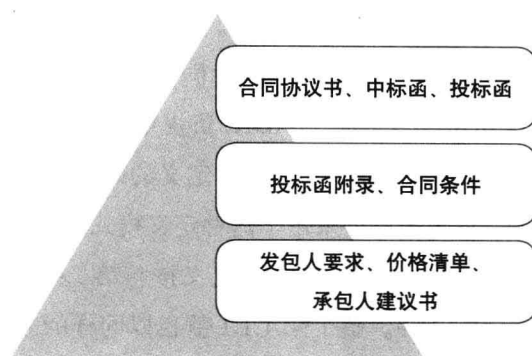 合同协议书、中标函、投标函
投标函附录、合同条件
发包人要求、价格清单、
承包人建议书